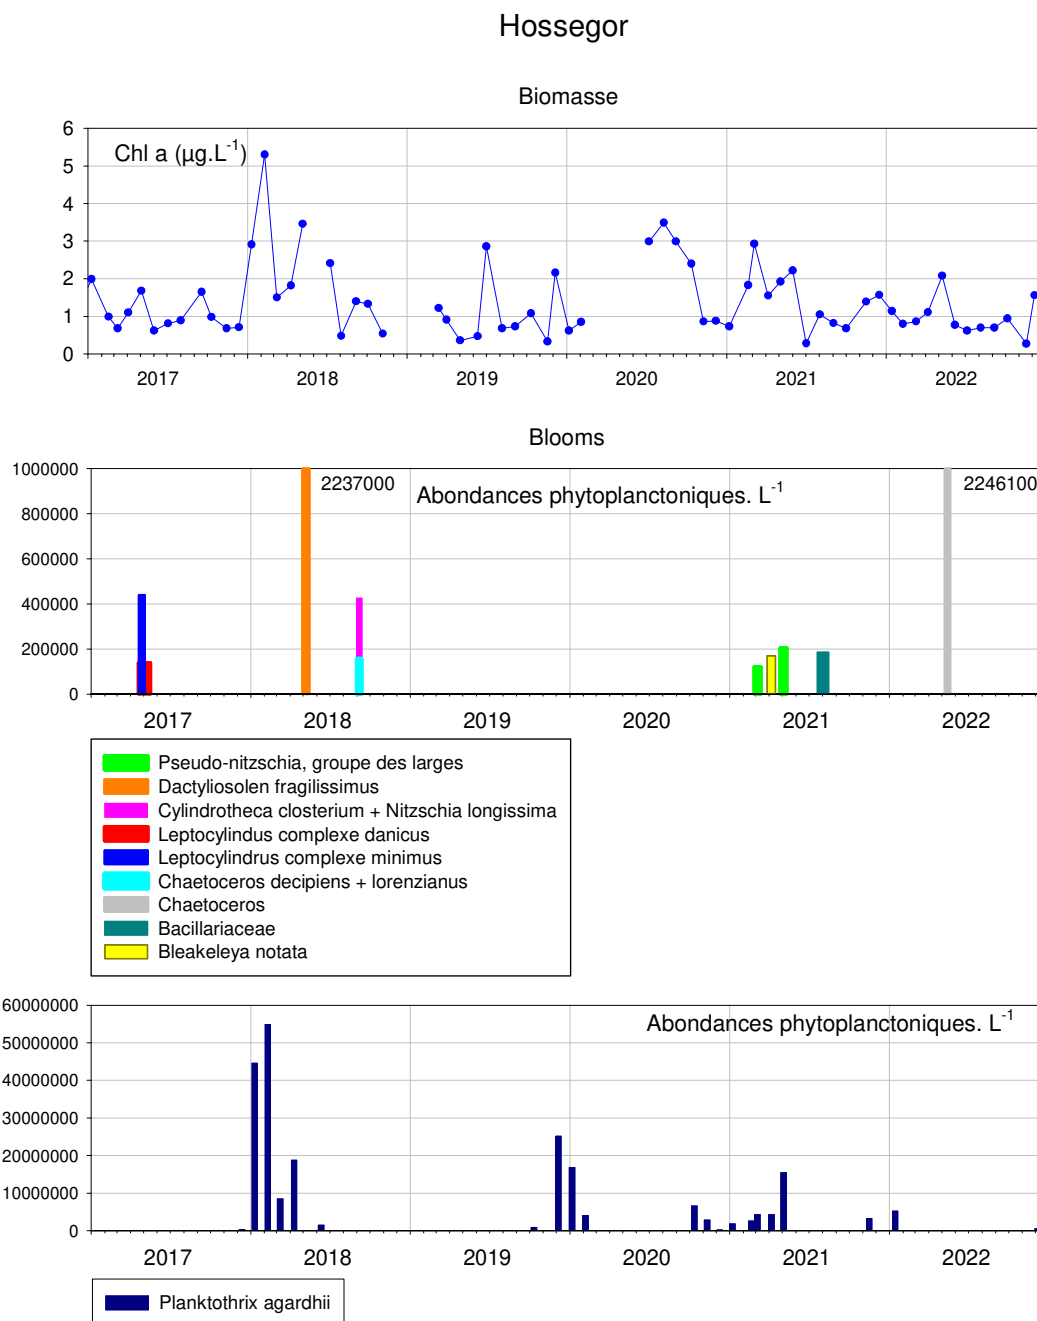 Hossegor
Biomasse
Chl a (µg.L-1)
6
5
4
3
2
1
0
2017 2018 2019 2020 2021 2022
Blooms
1000000
800000
600000
400000
200000
0
2237000
Abondances phytoplanctoniques. L-1
2246100
2017 2018 2019 2020 2021 2022
Pseudo-nitzschia, groupe des larges
Dactyliosolen fragilissimus
Cylindrotheca closterium + Nitzschia longissima
Leptocylindus complexe danicus
Leptocylindrus complexe minimus
Chaetoceros decipiens + lorenzianus
Chaetoceros
Bacillariaceae
Bleakeleya notata
60000000
50000000
40000000
30000000
20000000
10000000
0
Abondances phytoplanctoniques. L-1
2017 2018 2019 2020 2021 2022
Planktothrix agardhii